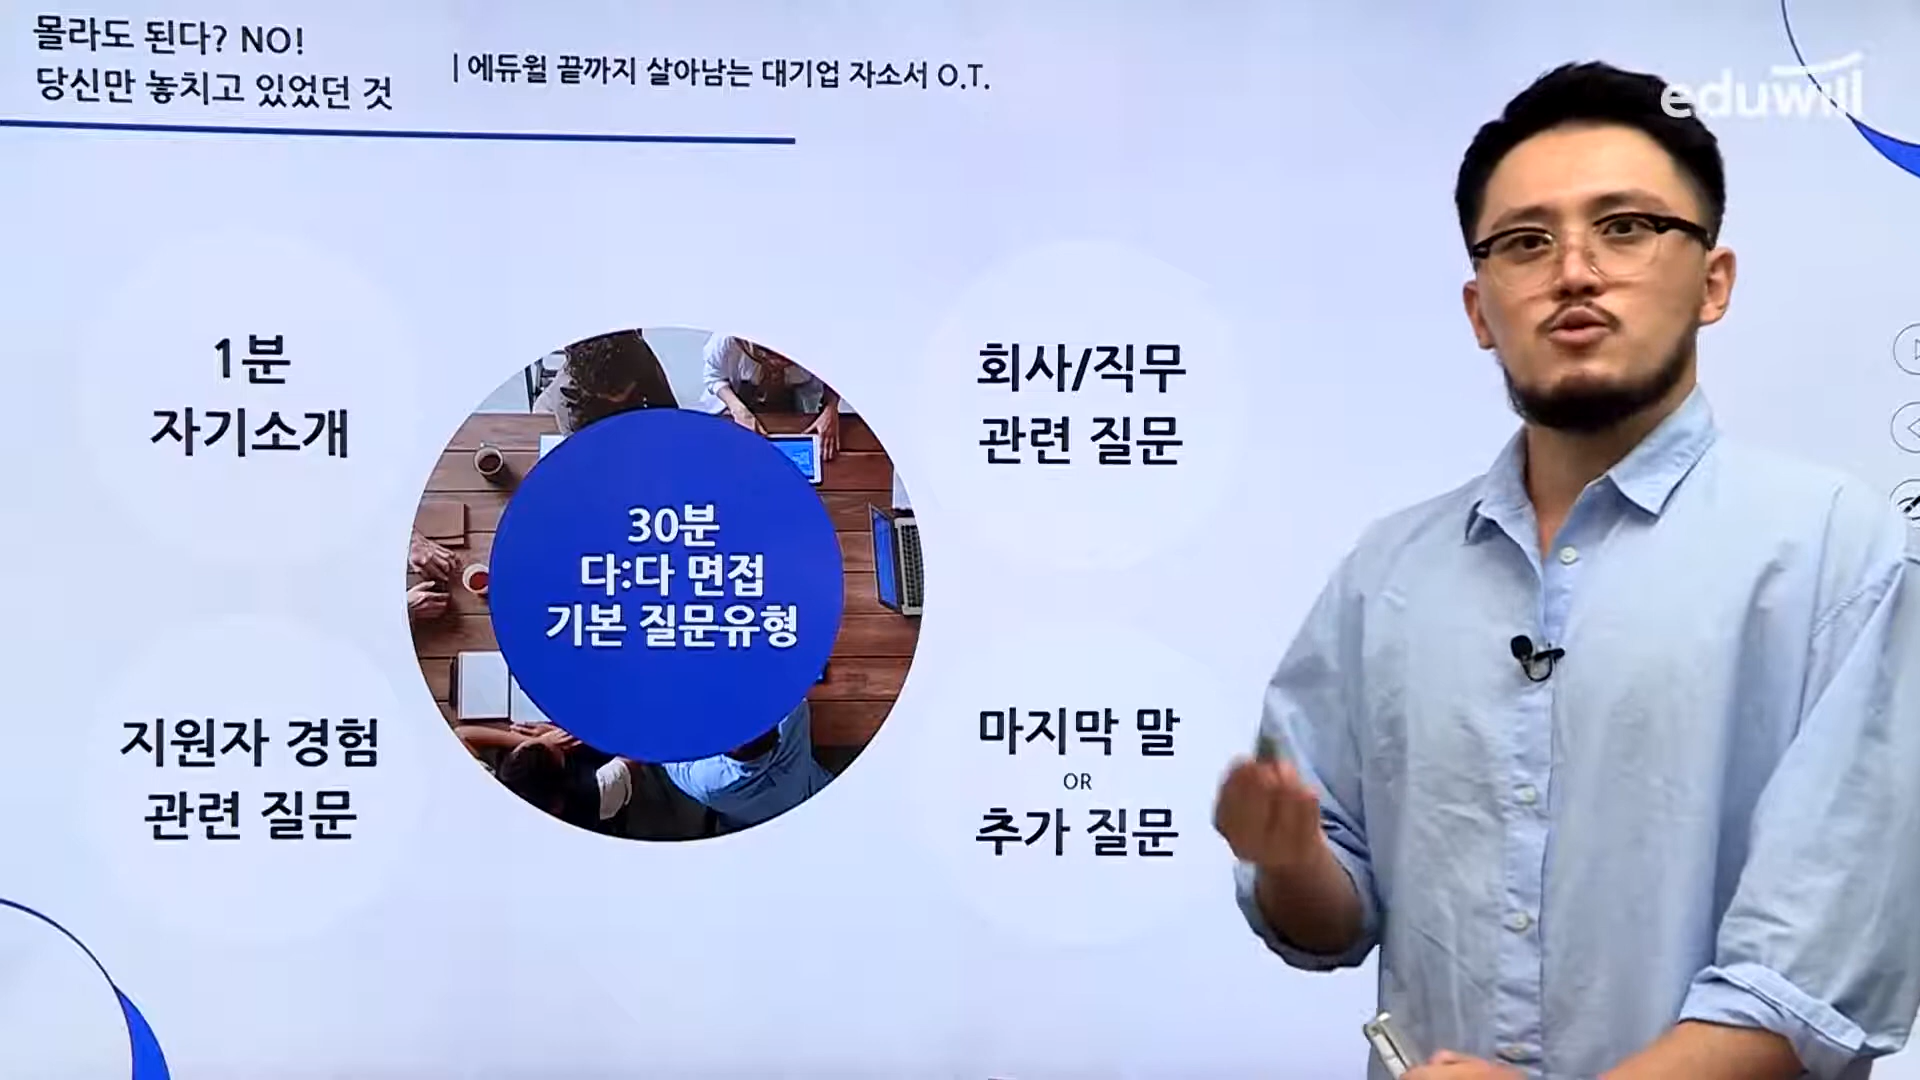 몰라도 된다? NO!
당신만 놓치고 있었던 것
| 에듀윌 끝까지 살아남는 대기업 자소서 O.T.
eduwill
1분
자기소개
회사/직무
관련 질문
30분
다:다 면접
기본 질문유형
지원자 경험
관련 질문
마지막 말
OR
추가 질문